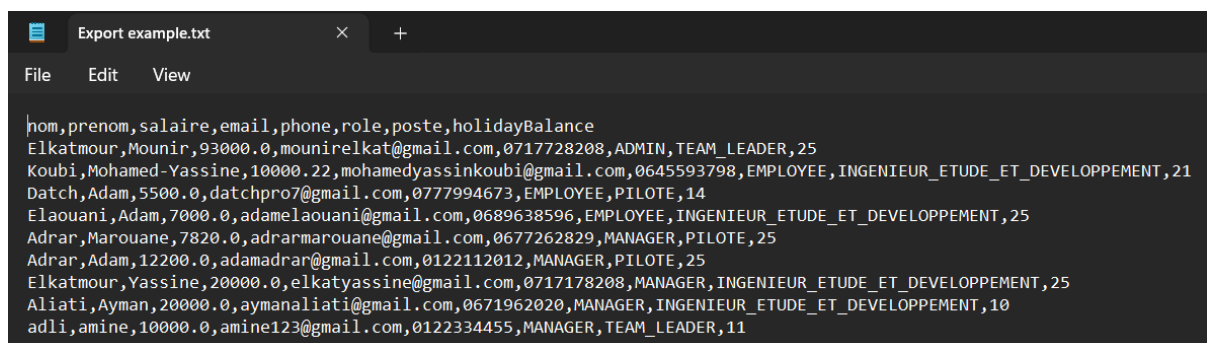 Export example.txt
File Edit View
nom,prenom,salaire,email,phone,role,poste,holidayBalance
Elkatmour,Mounir,93000.0,mounirelkat@gmail.com,0717728208,ADMIN,TEAM_LEADER,25
Koubi,Mohamed-Yassine,10000.22,mohamedyassinkoubi@gmail.com,0645593798,EMPLOYEE,INGENIEUR_ETUDE_ET_DEVELOPPEMENT,21
Datch,Adam,5500.0,datchpro7@gmail.com,0777994673,EMPLOYEE,PILOTE,14
Elaouani,Adam,7000.0,adamelaouani@gmail.com,0689638596,EMPLOYEE,INGENIEUR_ETUDE_ET_DEVELOPPEMENT,25
Adrar,Marouane,7820.0,adrarmarouane@gmail.com,0677262829,MANAGER,PILOTE,25
Adrar,Adam,12200.0,adamadrar@gmail.com,0122112012,MANAGER,PILOTE,25
Elkatmour,Yassine,20000.0,elkatyassine@gmail.com,0717178208,MANAGER,INGENIEUR_ETUDE_ET_DEVELOPPEMENT,25
Aliati,Ayman,20000.0,aymanaliati@gmail.com,0671962020,MANAGER,INGENIEUR_ETUDE_ET_DEVELOPPEMENT,10
adli,amine,10000.0,amine123@gmail.com,0122334455,MANAGER,TEAM_LEADER,11